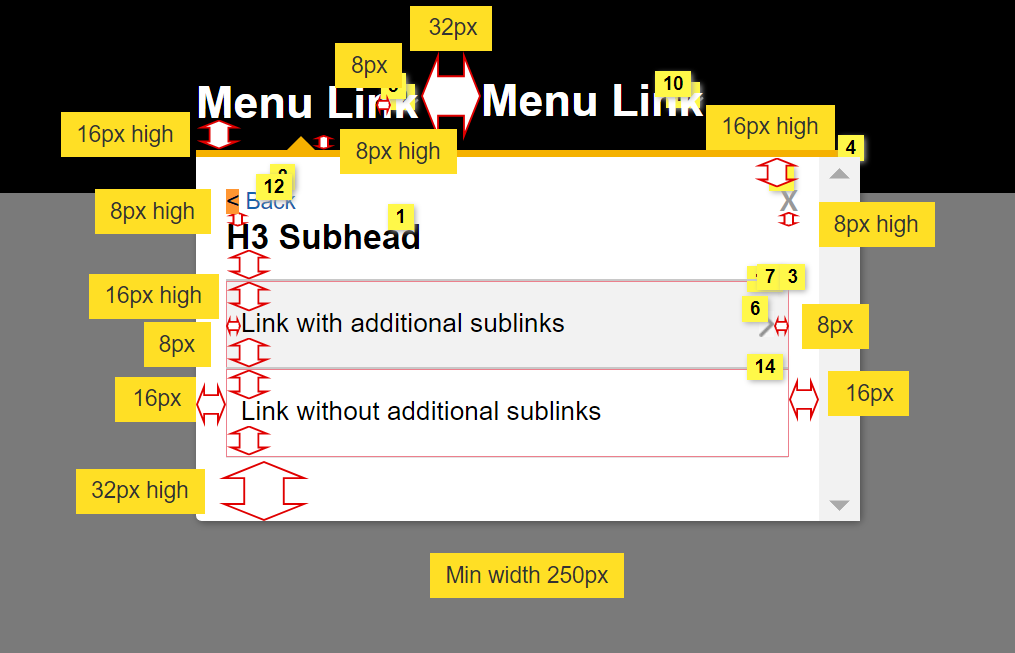 32px
8px
10
Menu Link
Menu Link
16px high
16px high
8px high
4
12
< Back
X
8px high
1
8px high
H3 Subhead
7
3
16px high
6
Link with additional sublinks
8px
8px
14
16px
16px
Link without additional sublinks
32px high
Min width 250px